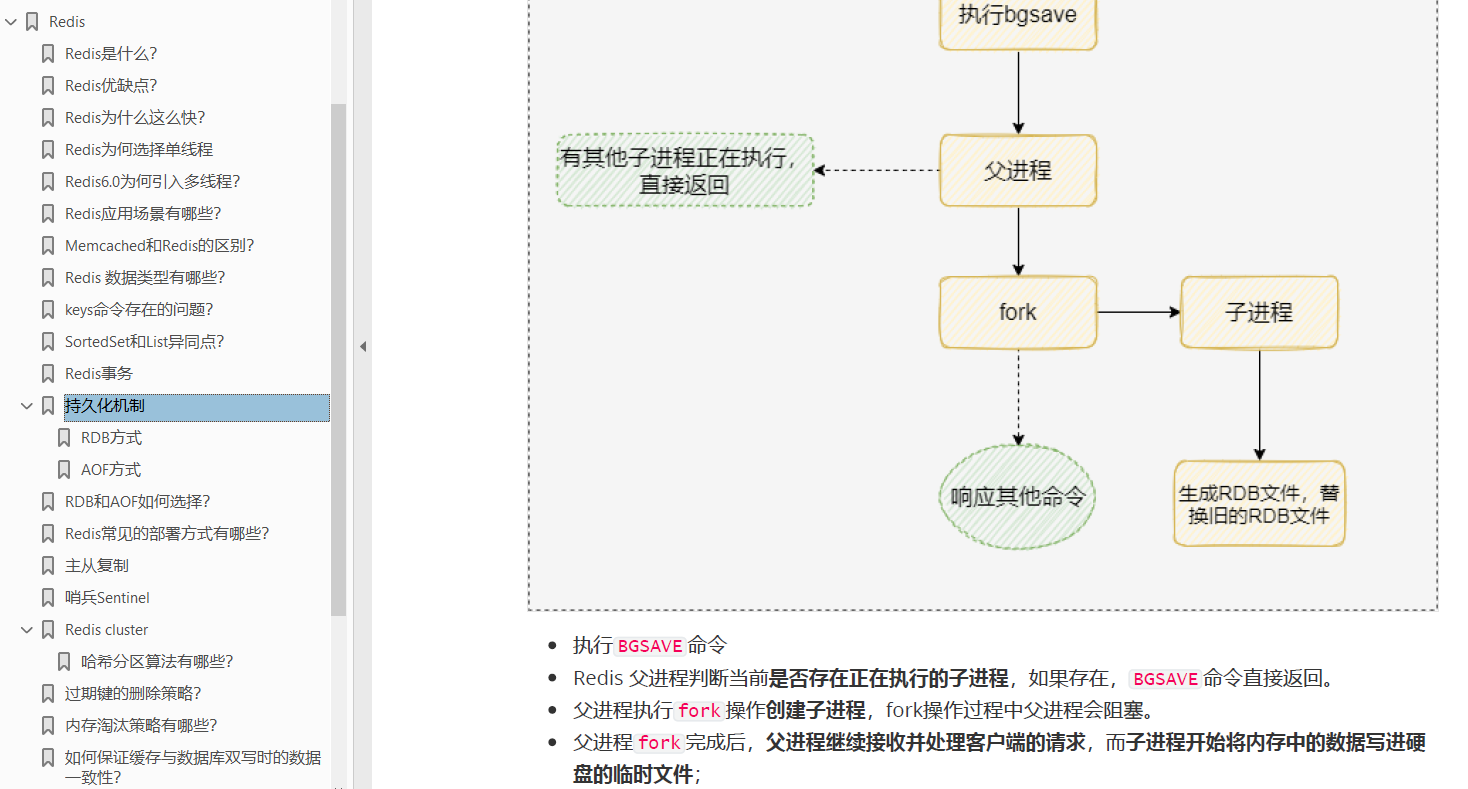 Redis
Redis是什么？
Redis优缺点？
Redis为什么这么快？
Redis为何选择单线程
Redis6.0为何引入多线程？
Redis应用场景有哪些？
Memcached和Redis的区别？
Redis 数据类型有哪些？
keys命令存在的问题？
SortedSet和List异同点？
Redis事务
持久化机制
RDB方式
AOF方式
RDB和AOF如何选择？
Redis常见的部署方式有哪些？
主从复制
哨兵Sentinel
Redis cluster
哈希分区算法有哪些？
过期键的删除策略？
内存淘汰策略有哪些？
如何保证缓存与数据库双写时的数据
一致性？
执行bgsave
有其他子进程正在执行，
直接返回
父进程
fork
子进程
响应其他命令
生成RDB文件，替
换旧的RDB文件
执行BGSAVE命令
Redis 父进程判断当前是否存在正在执行的子进程，如果存在，BGSAVE命令直接返回。
父进程执行fork操作创建子进程，fork操作过程中父进程会阻塞。
父进程fork完成后，父进程继续接收并处理客户端的请求，而子进程开始将内存中的数据写进硬
盘的临时文件；